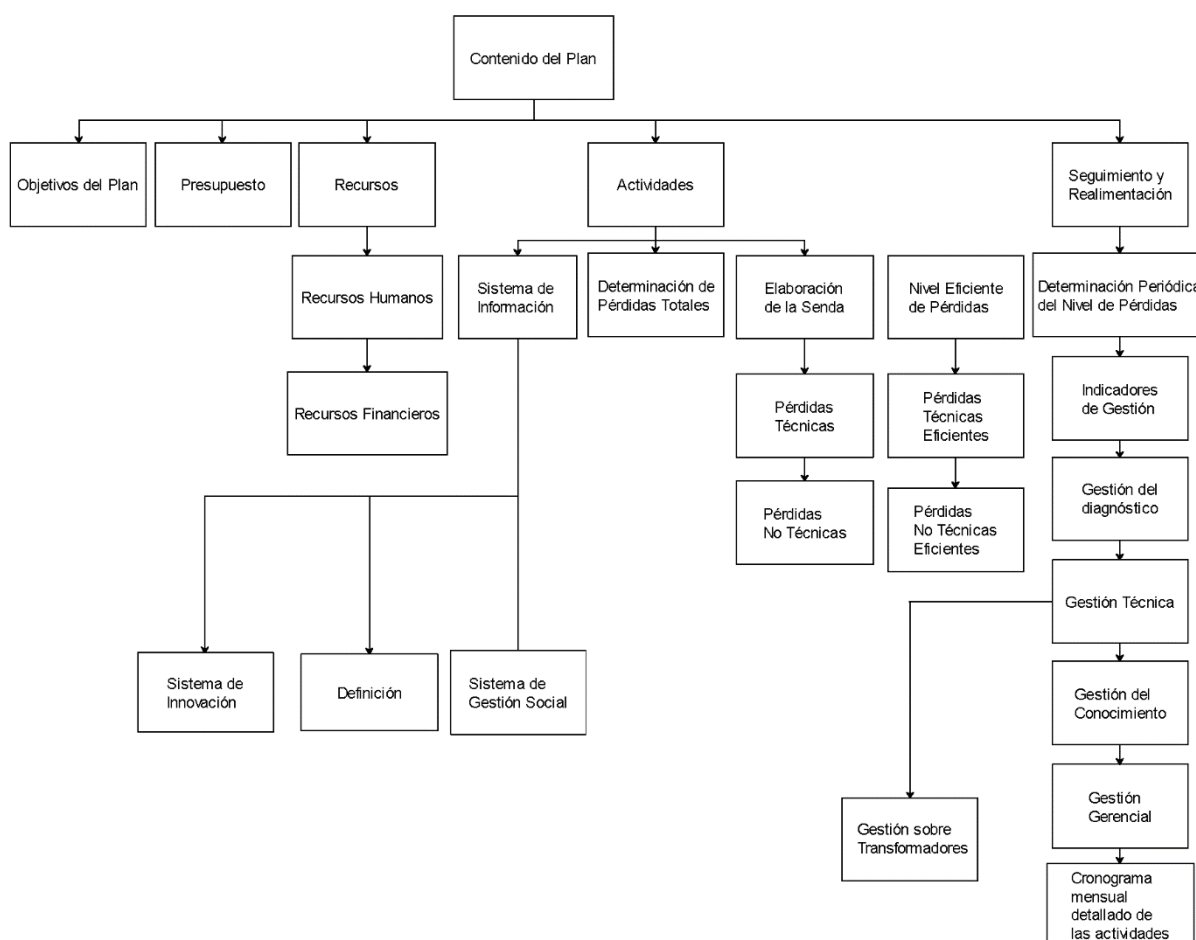 Contenido del Plan
Objetivos del Plan
Presupuesto
Recursos
Actividades
Seguimiento y
Realimentación
Recursos Humanos
Sistema de
Información
Determinación de
Pérdidas Totales
Elaboración
de la Senda
Nivel Eficiente
de Pérdidas
Determinación Periódica
del Nivel de Pérdidas
Recursos Financieros
Pérdidas
Técnicas
Pérdidas
Técnicas
Eficientes
Indicadores
de Gestión
Pérdidas
No Técnicas
Pérdidas
No Técnicas
Eficientes
Gestión del
diagnóstico
Gestión Técnica
Sistema de
Innovación
Definición
Sistema de
Gestión Social
Gestión del
Conocimiento
Gestión sobre
Transformadores
Gestión
Gerencial
Cronograma
mensual
detallado de
las actividades